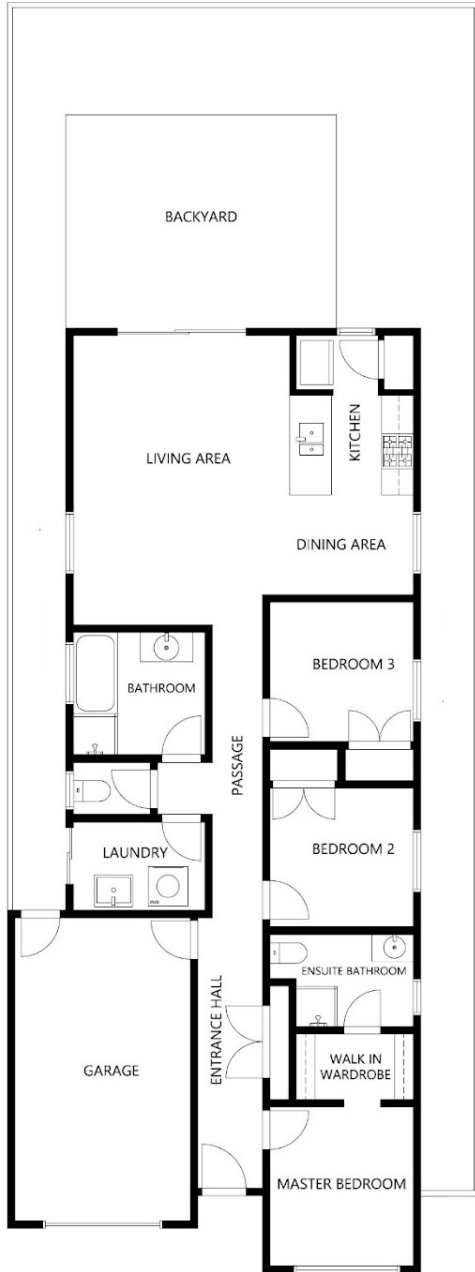 BACKYARD
LIVING AREA
KITCHEN
DINING AREA
BEDROOM 3
BATHROOM
PASSAGE
LAUNDRY
BEDROOM 2
ENSUITE BATHROOM
ENTRANCE HALL
WALK IN
WARDROBE
GARAGE
MASTER BEDROOM